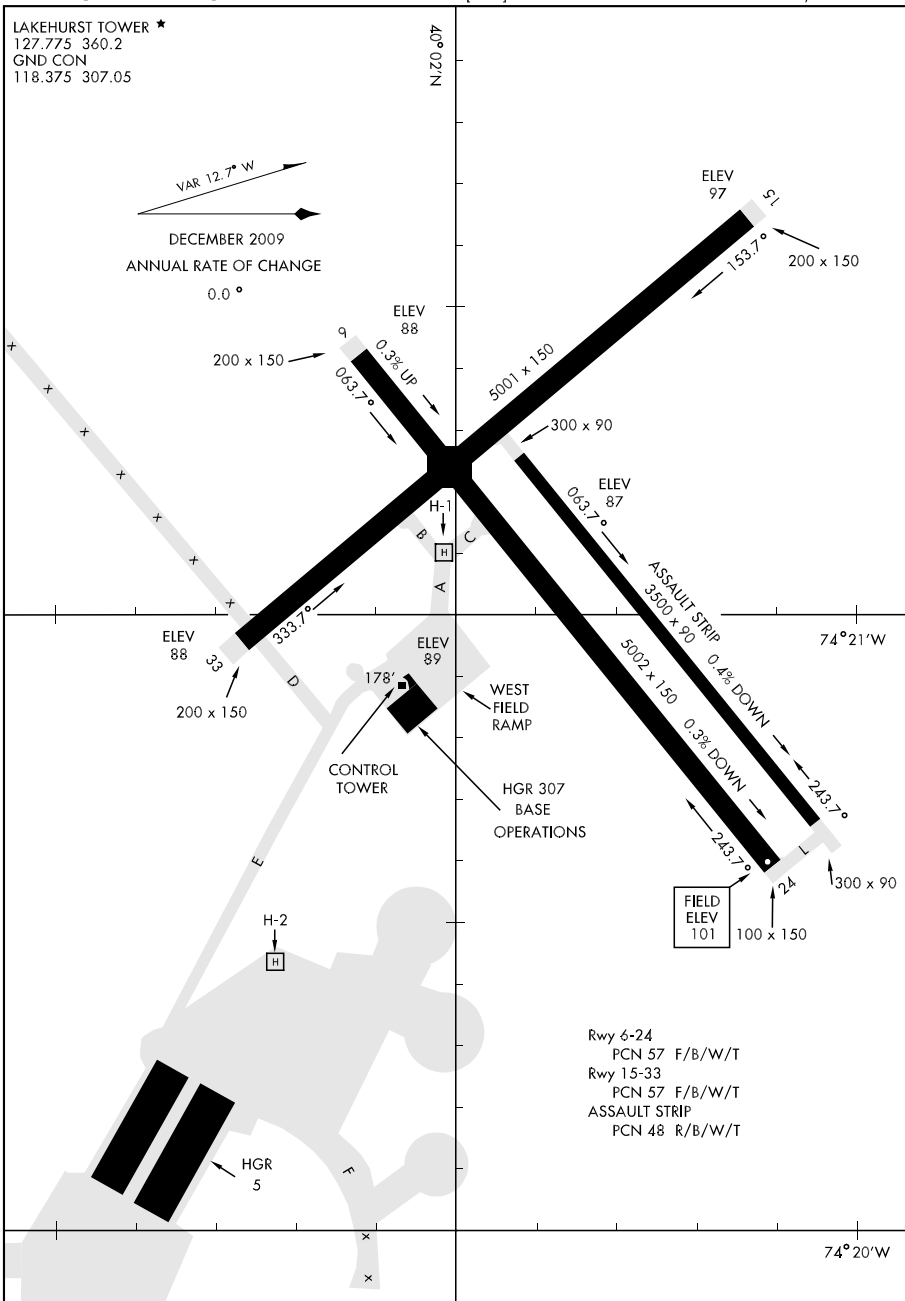 LAKEHURST TOWER ★
127.775 360.2
GND CON
118.375 307.05
40°02'N
VAR 12.7° W
DECEMBER 2009
ANNUAL RATE OF CHANGE
0.0 °
ELEV
97
15
153.7°
200 x 150
ELEV
88
9
0.3% UP
200 x 150
063.7°
5001 x 150
300 x 90
ELEV
87
063.7°
H-1
B
C
H
A
ASSAULT STRIP
3500 x 90
0.4% DOWN
333.7°
ELEV
88
33
200 x 150
D
ELEV
89
178'
WEST
FIELD
RAMP
5002 x 150
0.3% DOWN
74°21'W
CONTROL
TOWER
HGR 307
BASE
OPERATIONS
243.7°
243.7°
L
24
300 x 90
FIELD
ELEV
101
100 x 150
E
H-2
H
Rwy 6-24
PCN 57 F/B/W/T
Rwy 15-33
PCN 57 F/B/W/T
ASSAULT STRIP
PCN 48 R/B/W/T
HGR
5
F
74°20'W
x
x
x
x
x
x
x
x
x